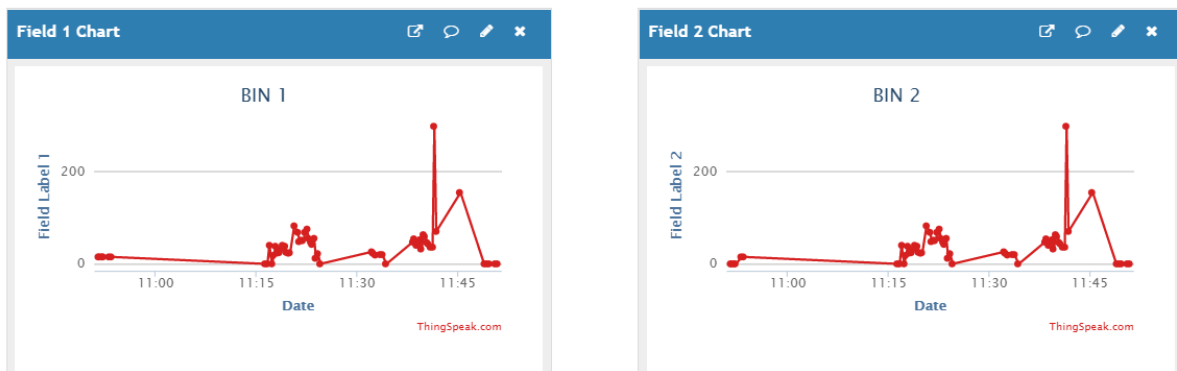 Field 1 Chart
BIN 1
Field Label 1
200
0
11:00 11:15 11:30 11:45
Date
ThingSpeak.com
Field 2 Chart
BIN 2
Field Label 2
200
0
11:00 11:15 11:30 11:45
Date
ThingSpeak.com